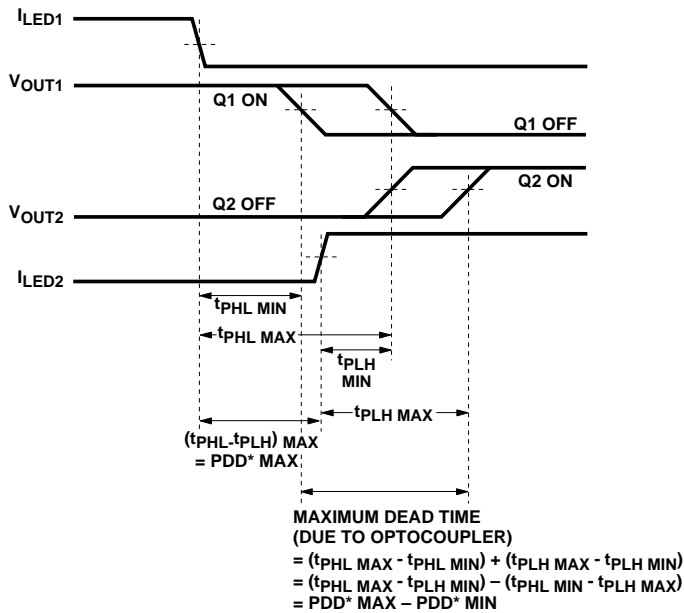 ILED1
VOUT1
Q1 ON
Q1 OFF
Q2 ON
Q2 OFF
VOUT2
ILED2
tPHL MIN
tPHL MAX
tPLH
MIN
tPLH MAX
(tPHL-tPLH) MAX
= PDD* MAX
MAXIMUM DEAD TIME
(DUE TO OPTOCOUPLER)
= (tPHL MAX - tPHL MIN) + (tPLH MAX - tPLH MIN)
= (tPHL MAX - tPLH MIN) – (tPHL MIN - tPLH MAX)
= PDD* MAX – PDD* MIN